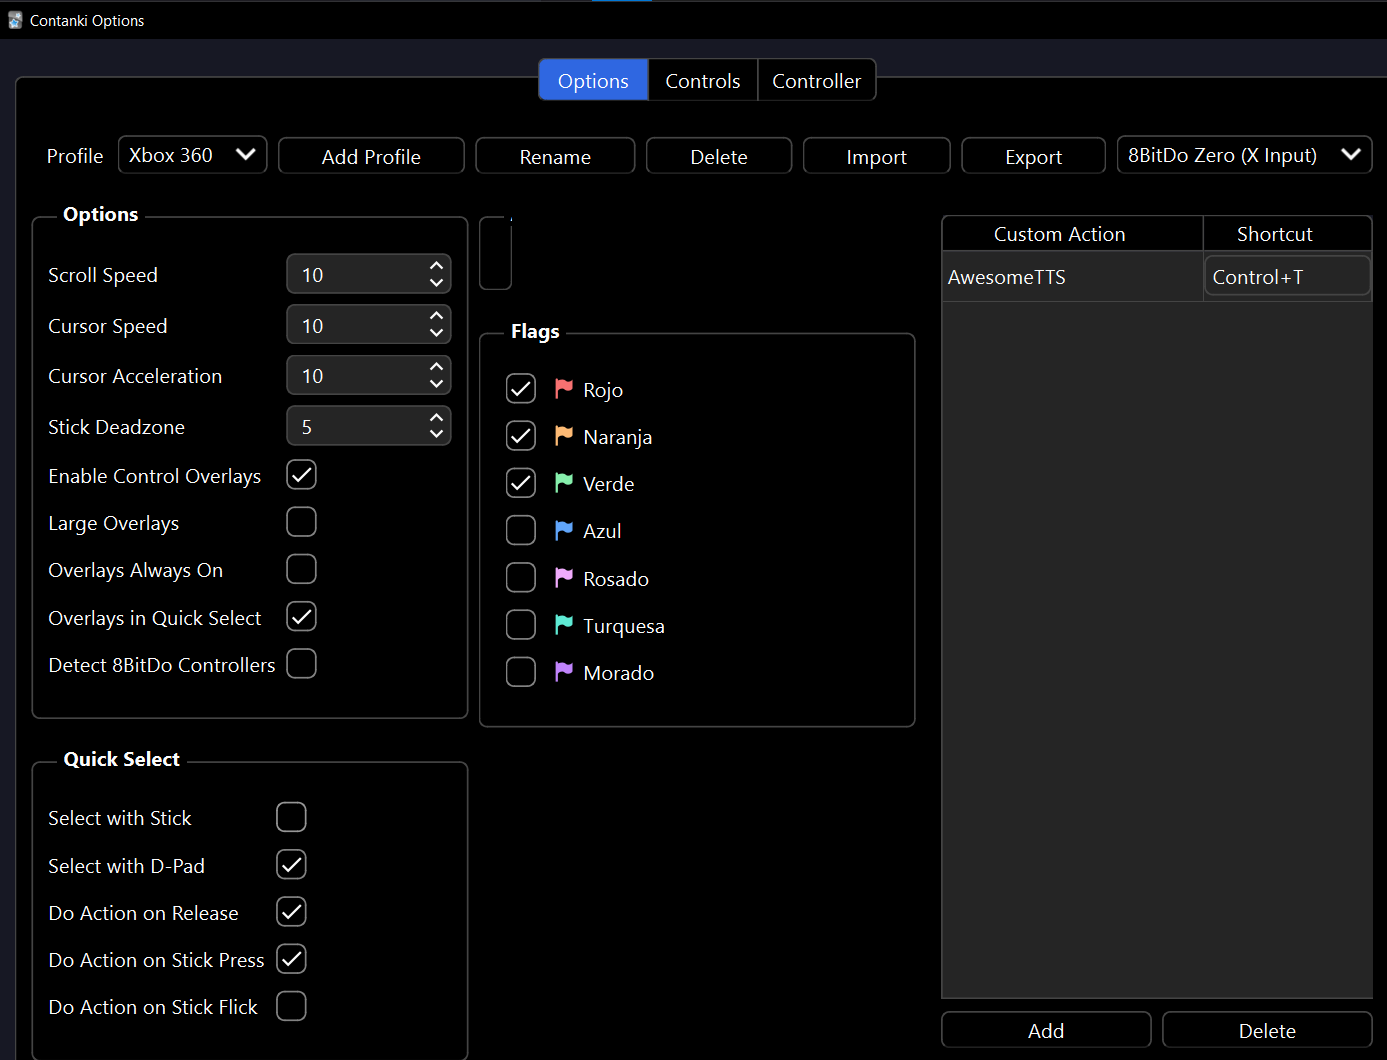 Contanki Options
Options Controls Controller
Profile Xbox 360 Add Profile Rename Delete Import Export 8BitDo Zero (X Input)
Options
Scroll Speed 10
Cursor Speed 10
Cursor Acceleration 10
Stick Deadzone 5
Enable Control Overlays
Large Overlays
Overlays Always On
Overlays in Quick Select
Detect 8BitDo Controllers
Quick Select
Select with Stick
Select with D-Pad
Do Action on Release
Do Action on Stick Press
Do Action on Stick Flick
Flags
Rojo
Naranja
Verde
Azul
Rosado
Turquesa
Morado
Custom Action Shortcut
AwesomeTTS Control+T
Add Delete